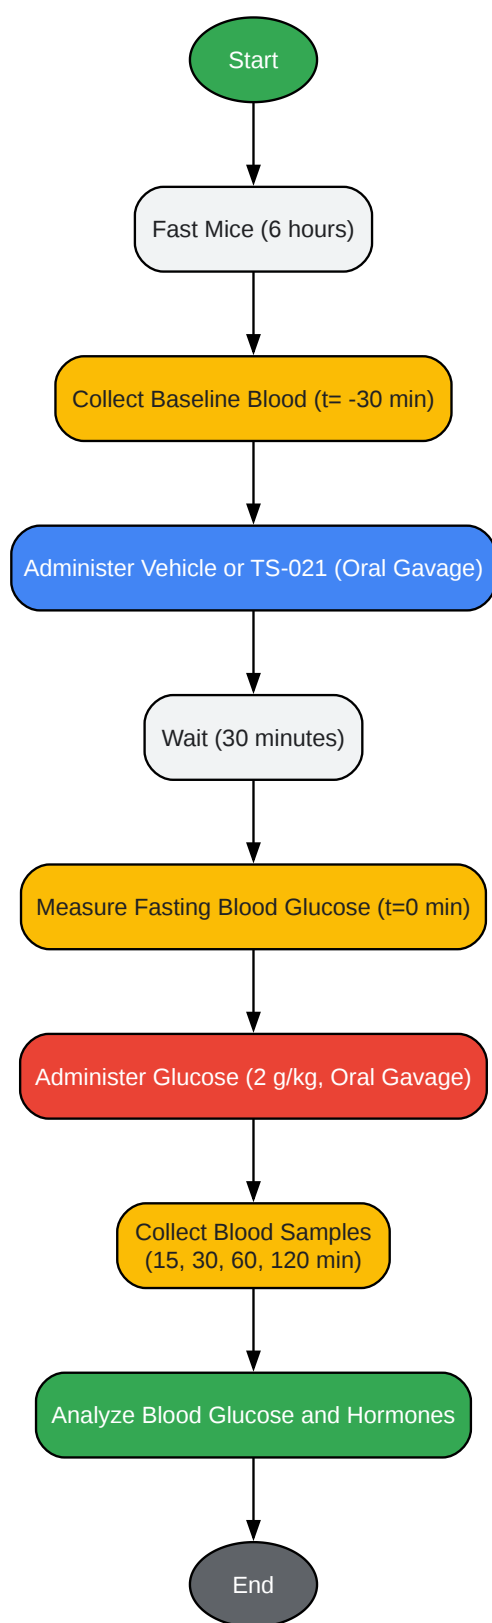 Start
Fast Mice (6 hours)
Collect Baseline Blood (t= -30 min)
Administer Vehicle or TS-021 (Oral Gavage)
Wait (30 minutes)
Measure Fasting Blood Glucose (t=0 min)
Administer Glucose (2 g/kg, Oral Gavage)
Collect Blood Samples
(15, 30, 60, 120 min)
Analyze Blood Glucose and Hormones
End